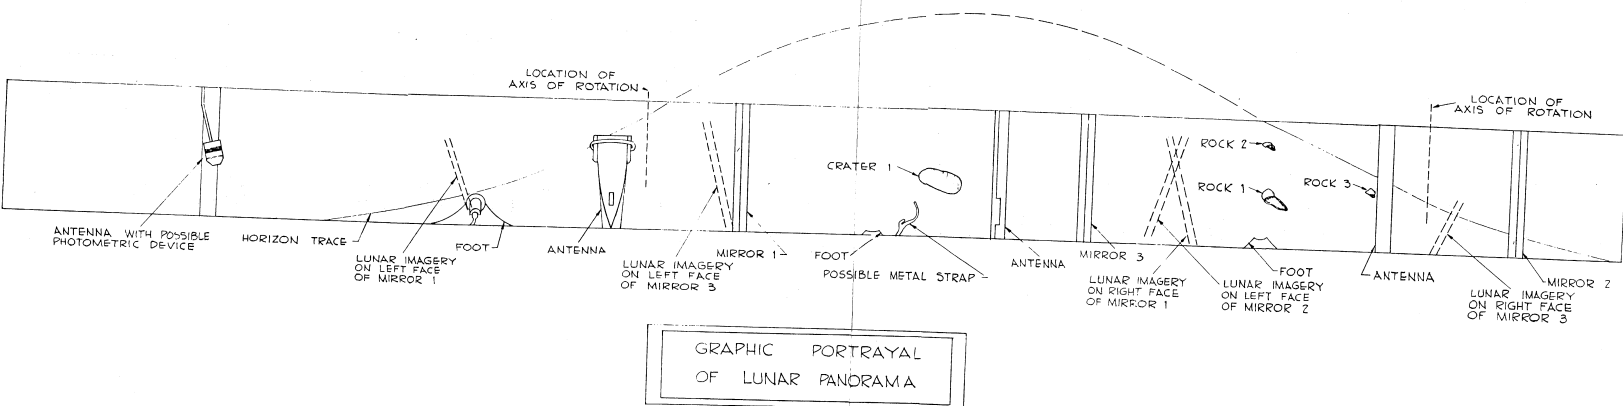 LOCATION OF
AXIS OF ROTATION
LOCATION OF
AXIS OF ROTATION
ROCK 2
CRATER 1
ROCK 1
ROCK 3
ANTENNA WITH POSSIBLE
PHOTOMETRIC DEVICE
HORIZON TRACE
LUNAR IMAGERY
ON LEFT FACE
OF MIRROR 1
FOOT
ANTENNA
LUNAR IMAGERY
ON LEFT FACE
OF MIRROR 3
MIRROR 1
FOOT
POSSIBLE METAL STRAP
ANTENNA
MIRROR 3
LUNAR IMAGERY
ON RIGHT FACE
OF MIRROR 1
LUNAR IMAGERY
ON LEFT FACE
OF MIRROR 2
FOOT
ANTENNA
LUNAR IMAGERY
ON RIGHT FACE
OF MIRROR 3
MIRROR 2
GRAPHIC PORTRAYAL
OF LUNAR PANORAMA